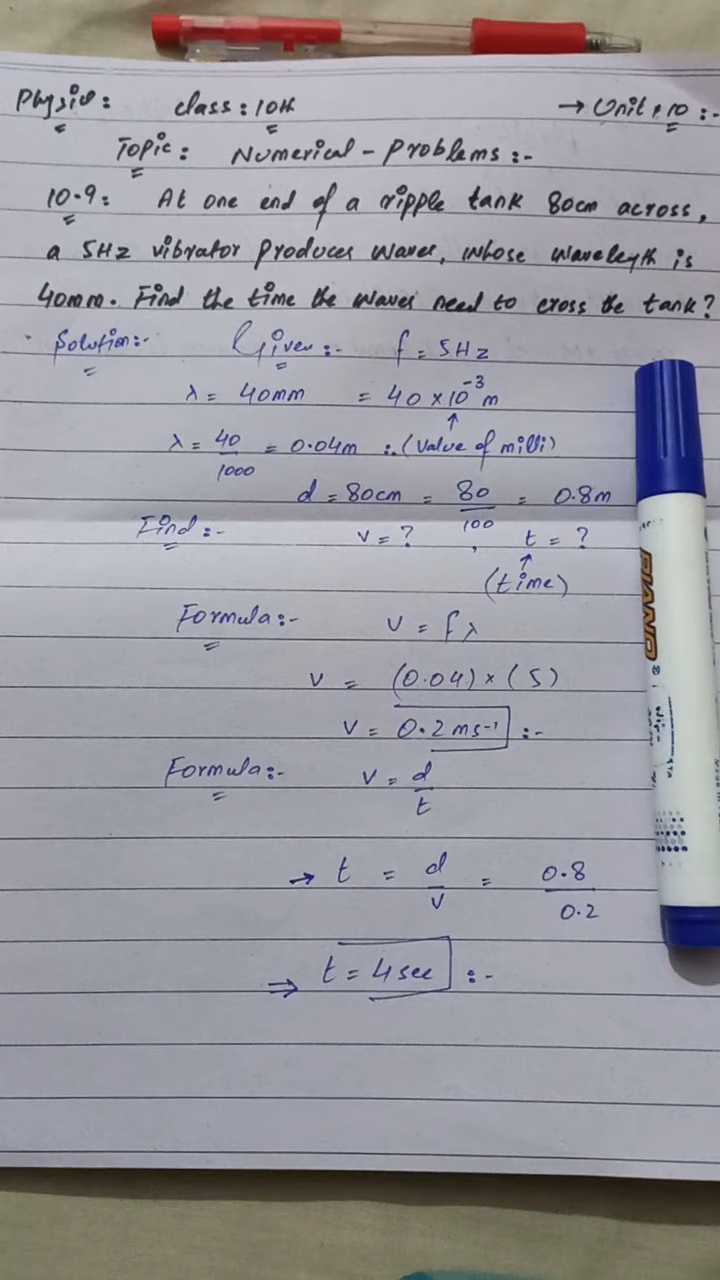 Physics: class: 10th → Unit: 10:-
Topic: Numerical - Problems:-
10.9: At one end of a ripple tank 80cm across,
a 5Hz vibrator produces waves, whose wavelength is
40mm. Find the time the waves need to cross the tank?
Solution:- Given:- f = 5Hz
λ = 40mm = 40 × 10⁻³ m
↑
λ = 40/1000 = 0.04m ∴ (Value of milli)
d = 80cm = 80/100 = 0.8m
Find:- v = ? , t = ?
↑
(time)
Formula:- v = fλ
v = (0.04) × (5)
v = 0.2 ms⁻¹ :-
Formula:- v = d/t
→ t = d/v = 0.8/0.2
⇒ t = 4 sec :-
PIANO